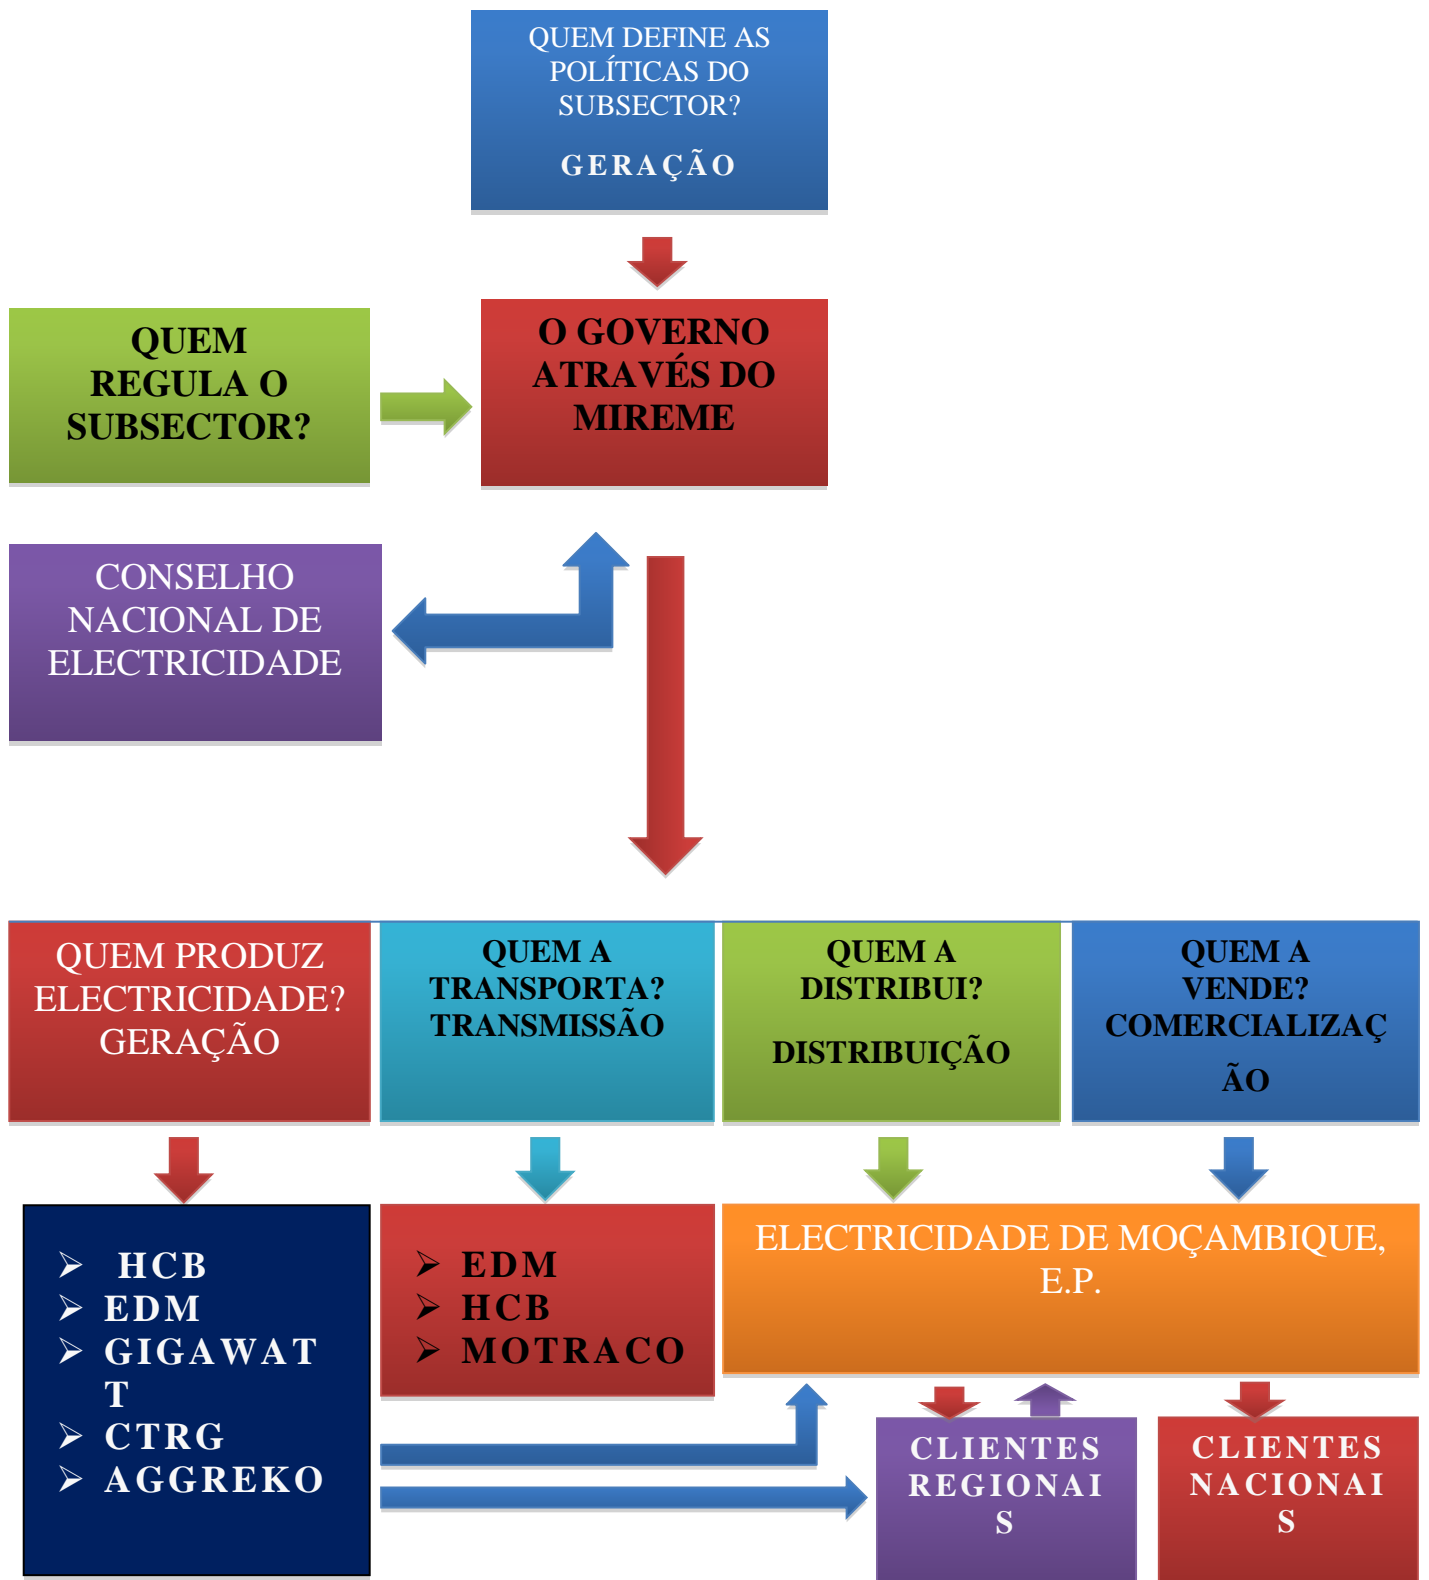 QUEM DEFINE AS
POLÍTICAS DO
SUBSECTOR?
GERAÇÃO
QUEM
REGULA O
SUBSECTOR?
O GOVERNO
ATRAVÉS DO
MIREME
CONSELHO
NACIONAL DE
ELECTRICIDADE
QUEM PRODUZ
ELECTRICIDADE?
GERAÇÃO
QUEM A
TRANSPORTA?
TRANSMISSÃO
QUEM A
DISTRIBUI?
DISTRIBUIÇÃO
QUEM A
VENDE?
COMERCIALIZAÇ
ÃO
➢ HCB
➢ EDM
➢ GIGAWAT
T
➢ CTRG
➢ AGGREKO
➢ EDM
➢ HCB
➢ MOTRACO
ELECTRICIDADE DE MOÇAMBIQUE,
E.P.
CLIENTES
REGIONAI
S
CLIENTES
NACIONAI
S